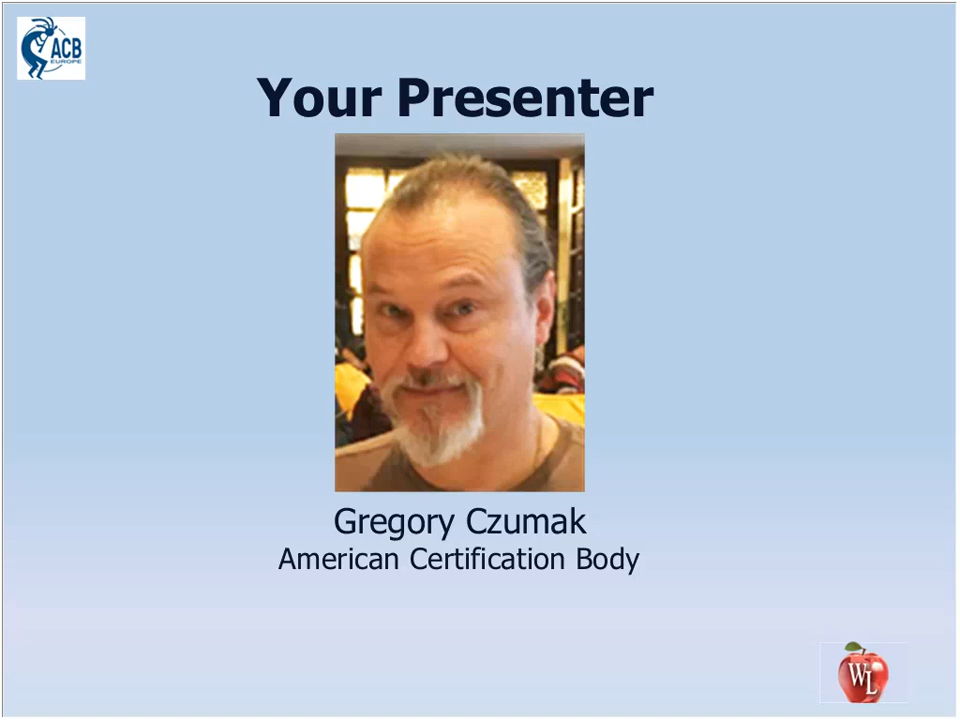 ACB
EUROPE
Your Presenter
Gregory Czumak
American Certification Body
WL